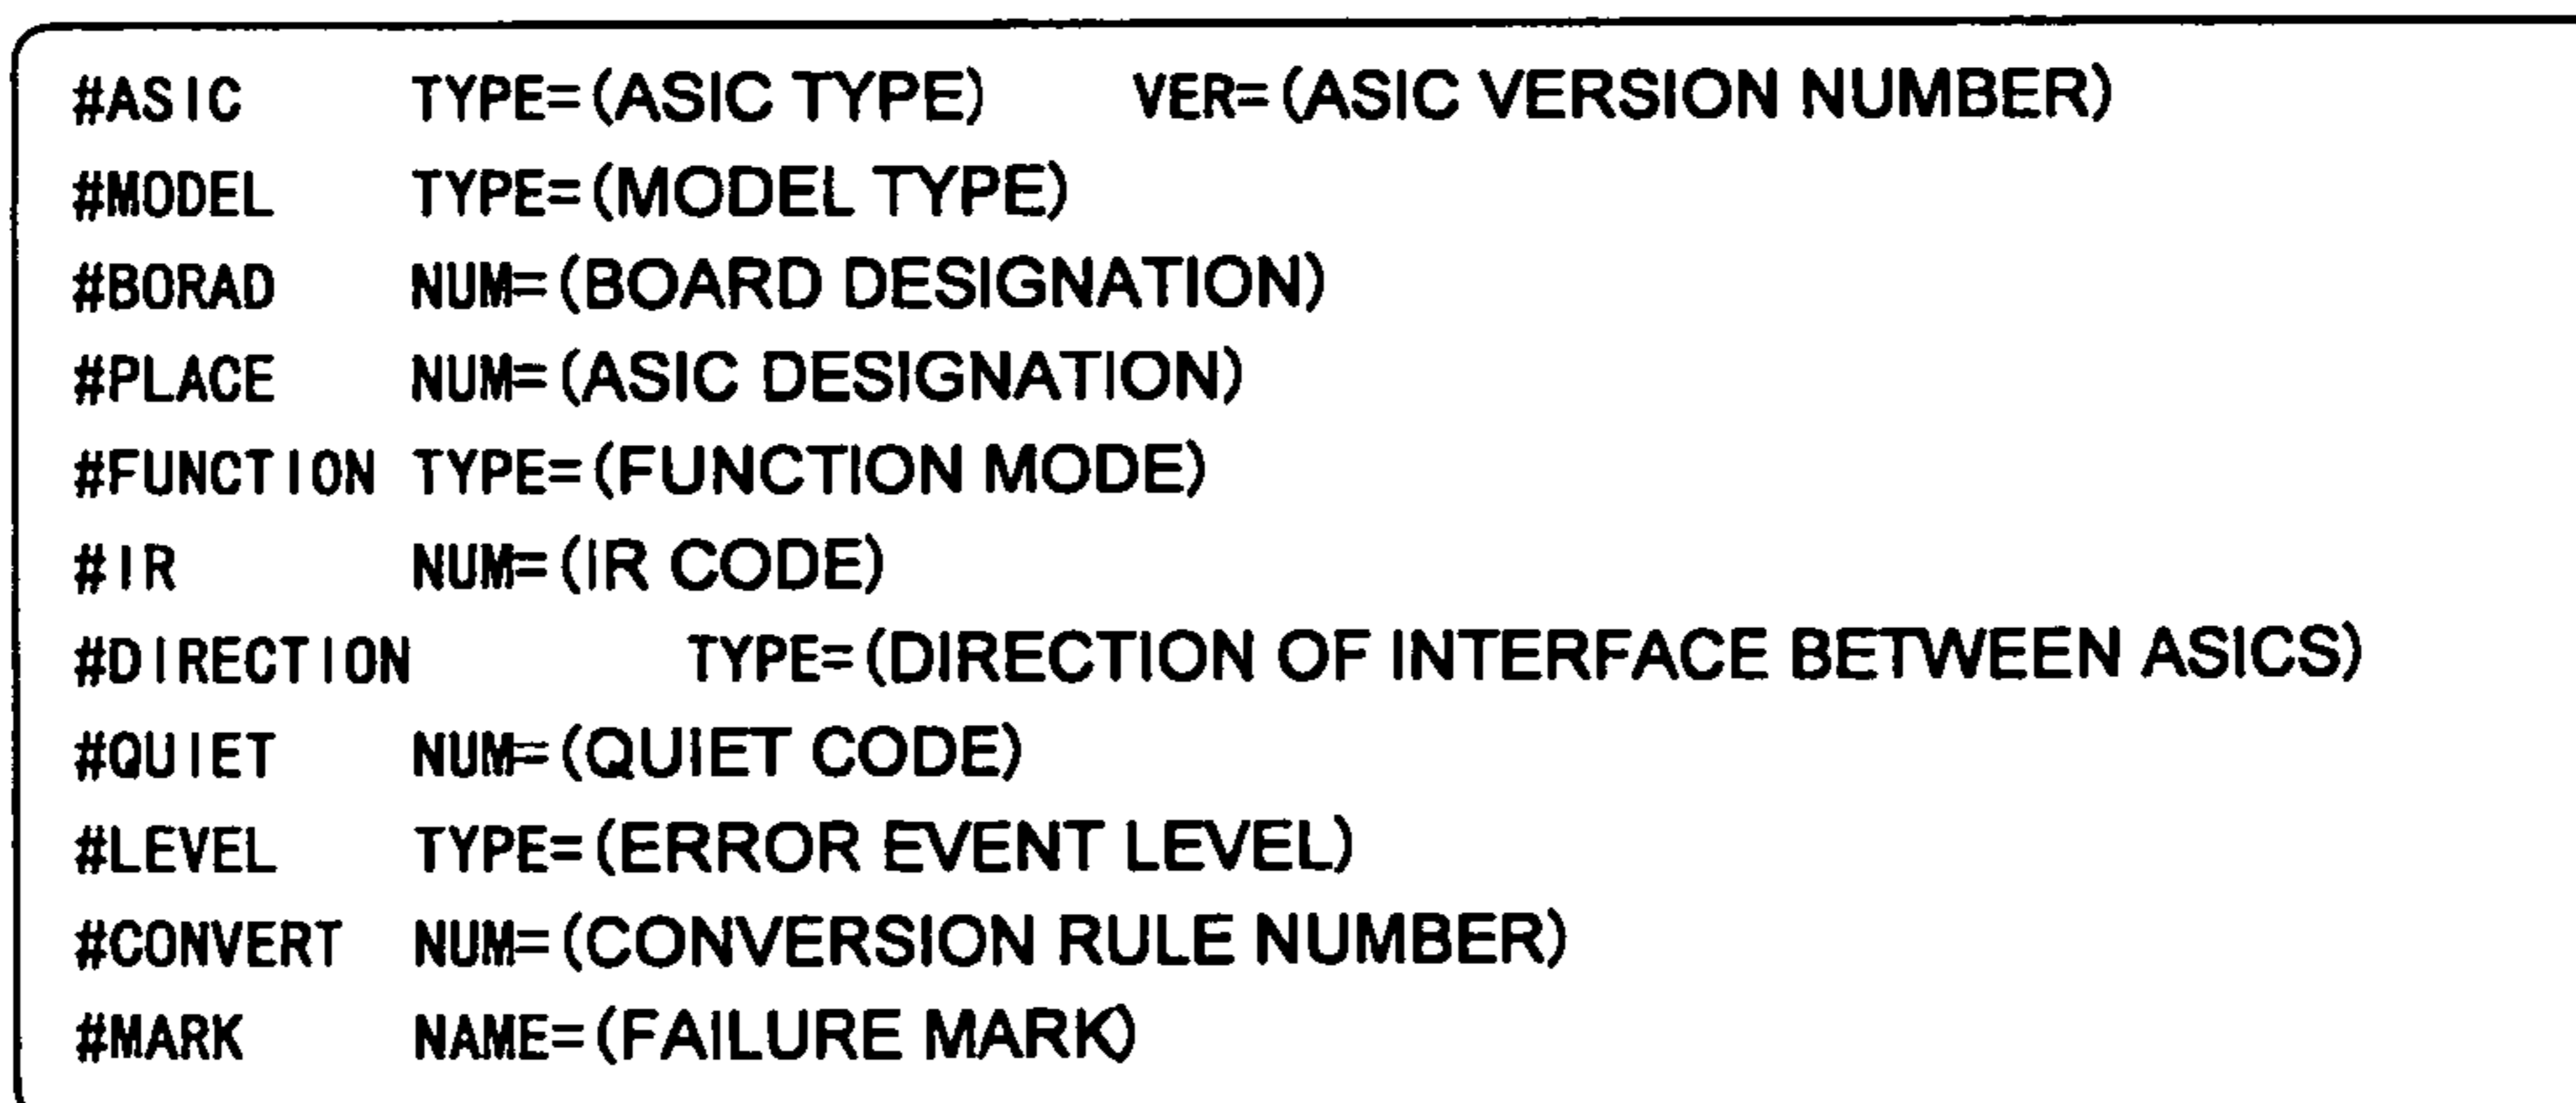 #ASIC TYPE=(ASIC TYPE) VER=(ASIC VERSION NUMBER)
#MODEL TYPE=(MODEL TYPE)
#BORAD NUM=(BOARD DESIGNATION)
#PLACE NUM=(ASIC DESIGNATION)
#FUNCTION TYPE=(FUNCTION MODE)
#IR NUM=(IR CODE)
#DIRECTION TYPE=(DIRECTION OF INTERFACE BETWEEN ASICS)
#QUIET NUM=(QUIET CODE)
#LEVEL TYPE=(ERROR EVENT LEVEL)
#CONVERT NUM=(CONVERSION RULE NUMBER)
#MARK NAME=(FAILURE MARK)